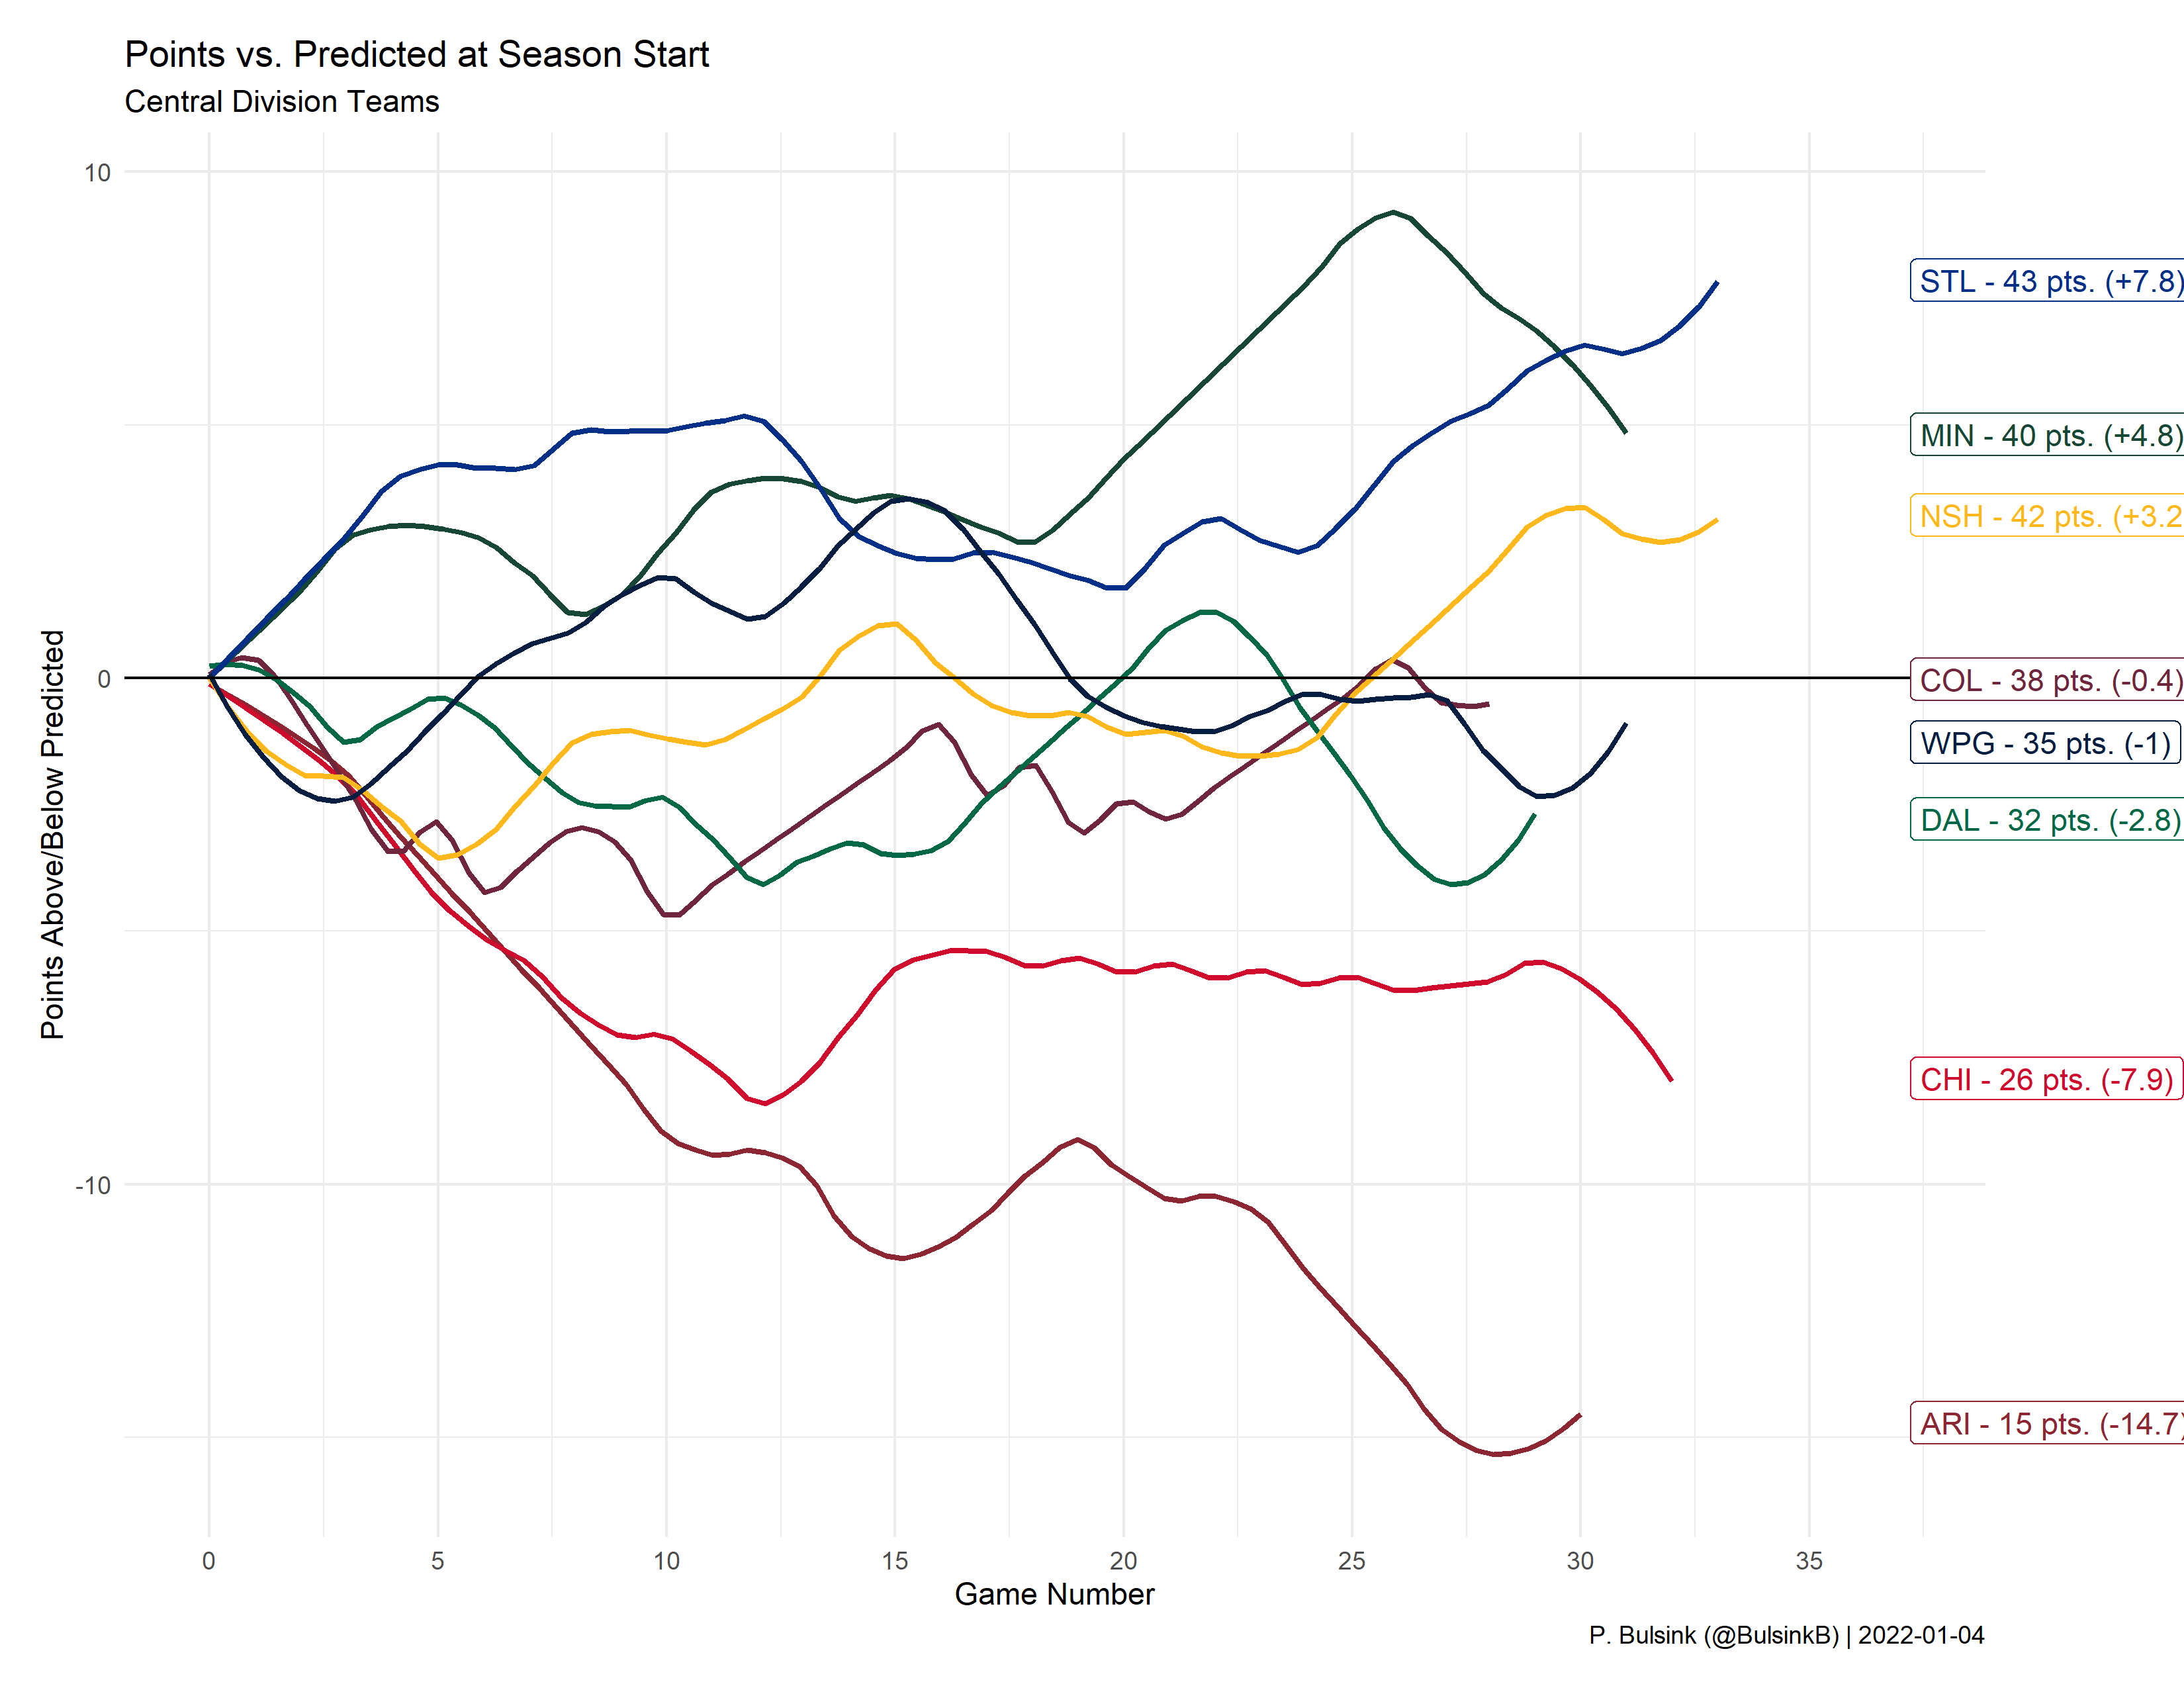 Points vs. Predicted at Season Start
Central Division Teams
Points Above/Below Predicted
10
0
-10
STL - 43 pts. (+7.8)
MIN - 40 pts. (+4.8)
NSH - 42 pts. (+3.2
COL - 38 pts. (-0.4)
WPG - 35 pts. (-1)
DAL - 32 pts. (-2.8)
CHI - 26 pts. (-7.9)
ARI - 15 pts. (-14.7)
0 5 10 15 20 25 30 35
Game Number
P. Bulsink (@BulsinkB) | 2022-01-04